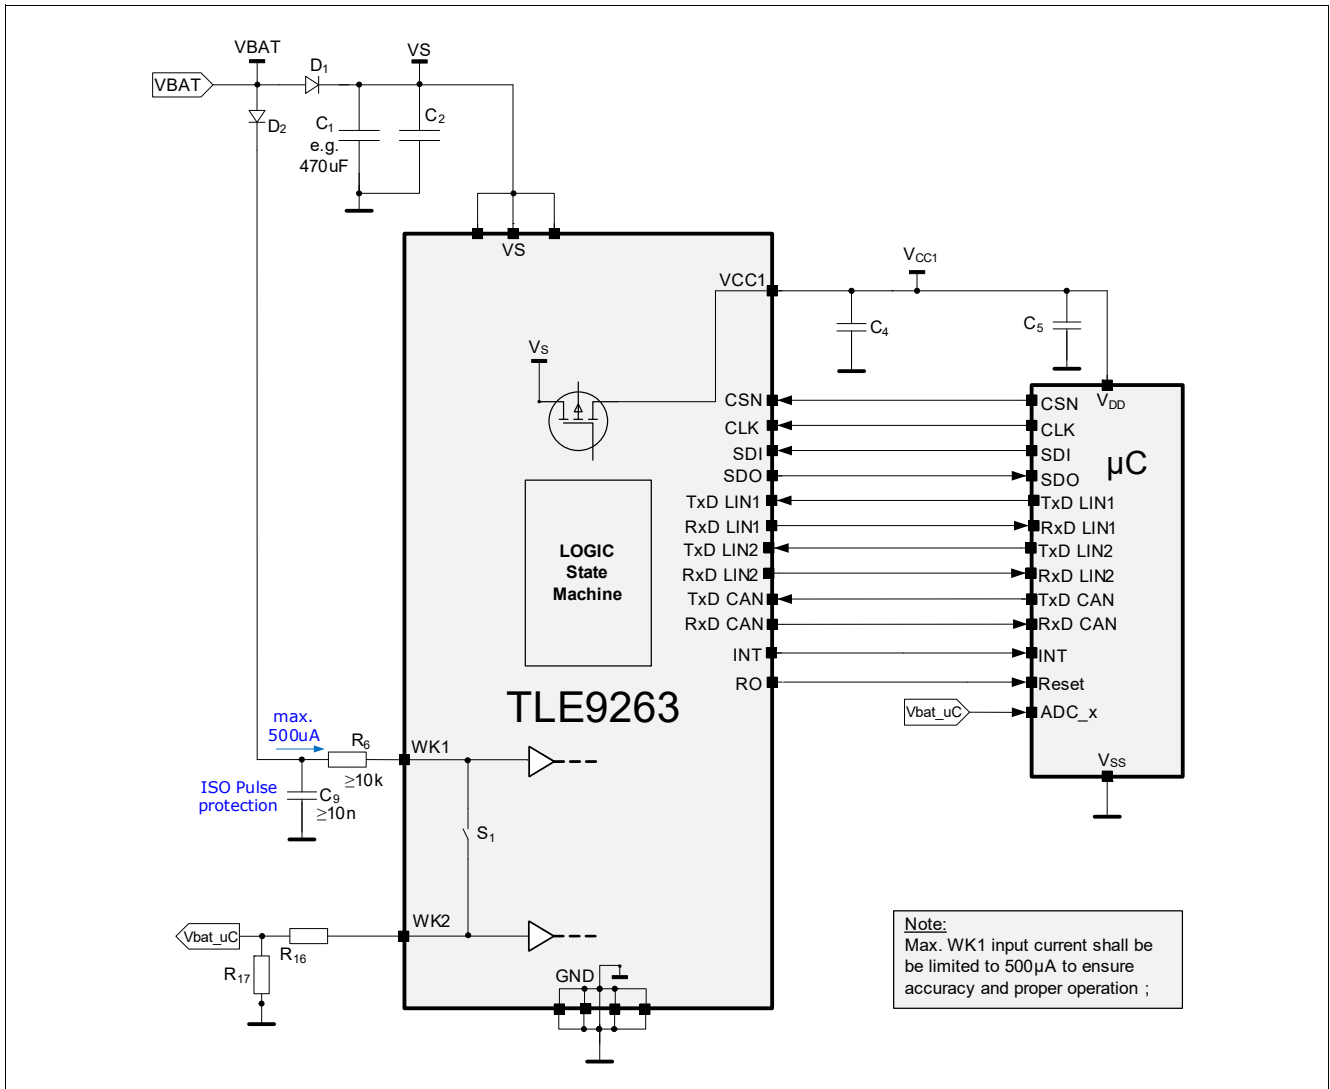 VBAT
VS
VBAT
D1
D2
C1
e.g.
470uF
C2
VS
VCC1
VCC1
C4
C5
VS
CSN
CLK
SDI
SDO
TxD LIN1
RxD LIN1
TxD LIN2
RxD LIN2
TxD CAN
RxD CAN
INT
RO
VDD
CSN
CLK
SDI
SDO
µC
TxD LIN1
RxD LIN1
TxD LIN2
RxD LIN2
TxD CAN
RxD CAN
INT
Reset
Vbat_uC
ADC_x
VSS
LOGIC
State
Machine
TLE9263
max.
500uA
R6
≥10k
WK1
ISO Pulse
protection
C9
≥10n
S1
WK2
Vbat_uC
R16
R17
GND
Note:
Max. WK1 input current shall be
be limited to 500µA to ensure
accuracy and proper operation ;